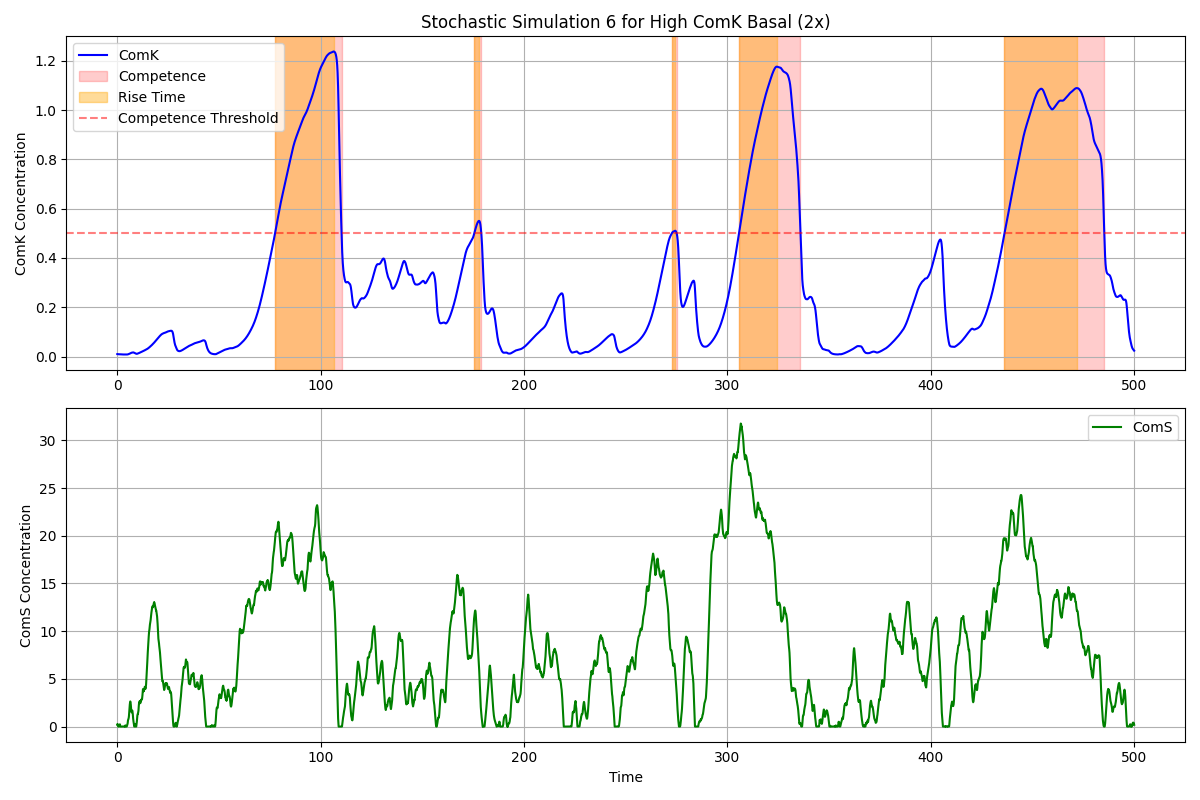 Stochastic Simulation 6 for High ComK Basal (2x)
ComK
Competence
Rise Time
Competence Threshold
ComK Concentration
1.2
1.0
0.8
0.6
0.4
0.2
0.0
0 100 200 300 400 500
ComS
ComS Concentration
30
25
20
15
10
5
0
0 100 200 300 400 500
Time